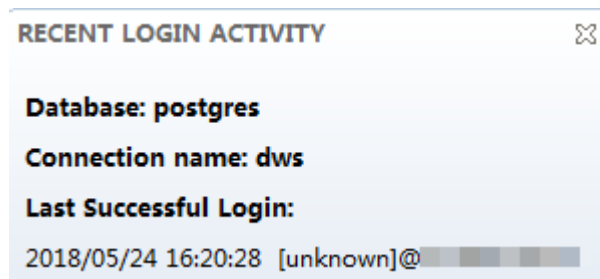 RECENT LOGIN ACTIVITY
Database: postgres
Connection name: dws
Last Successful Login:
2018/05/24 16:20:28 [unknown]@